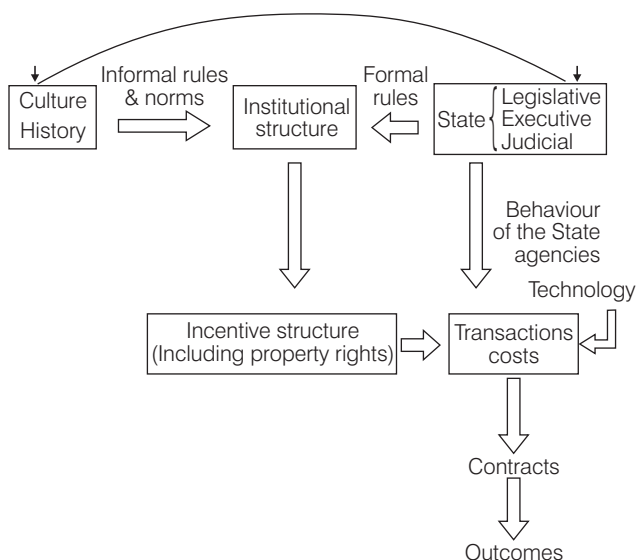 Informal rules
& norms
Formal
rules
Culture
History
Institutional
structure
State
Legislative
Executive
Judicial
Behaviour
of the State
agencies
Technology
Incentive structure
(Including property rights)
Transactions
costs
Contracts
Outcomes